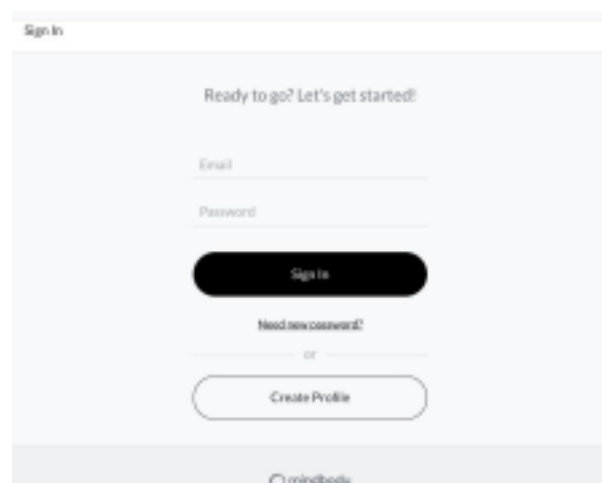 Sign In
Ready to go? Let's get started!
Email
Password
Sign In
Need new password?
or
Create Profile
mindbody